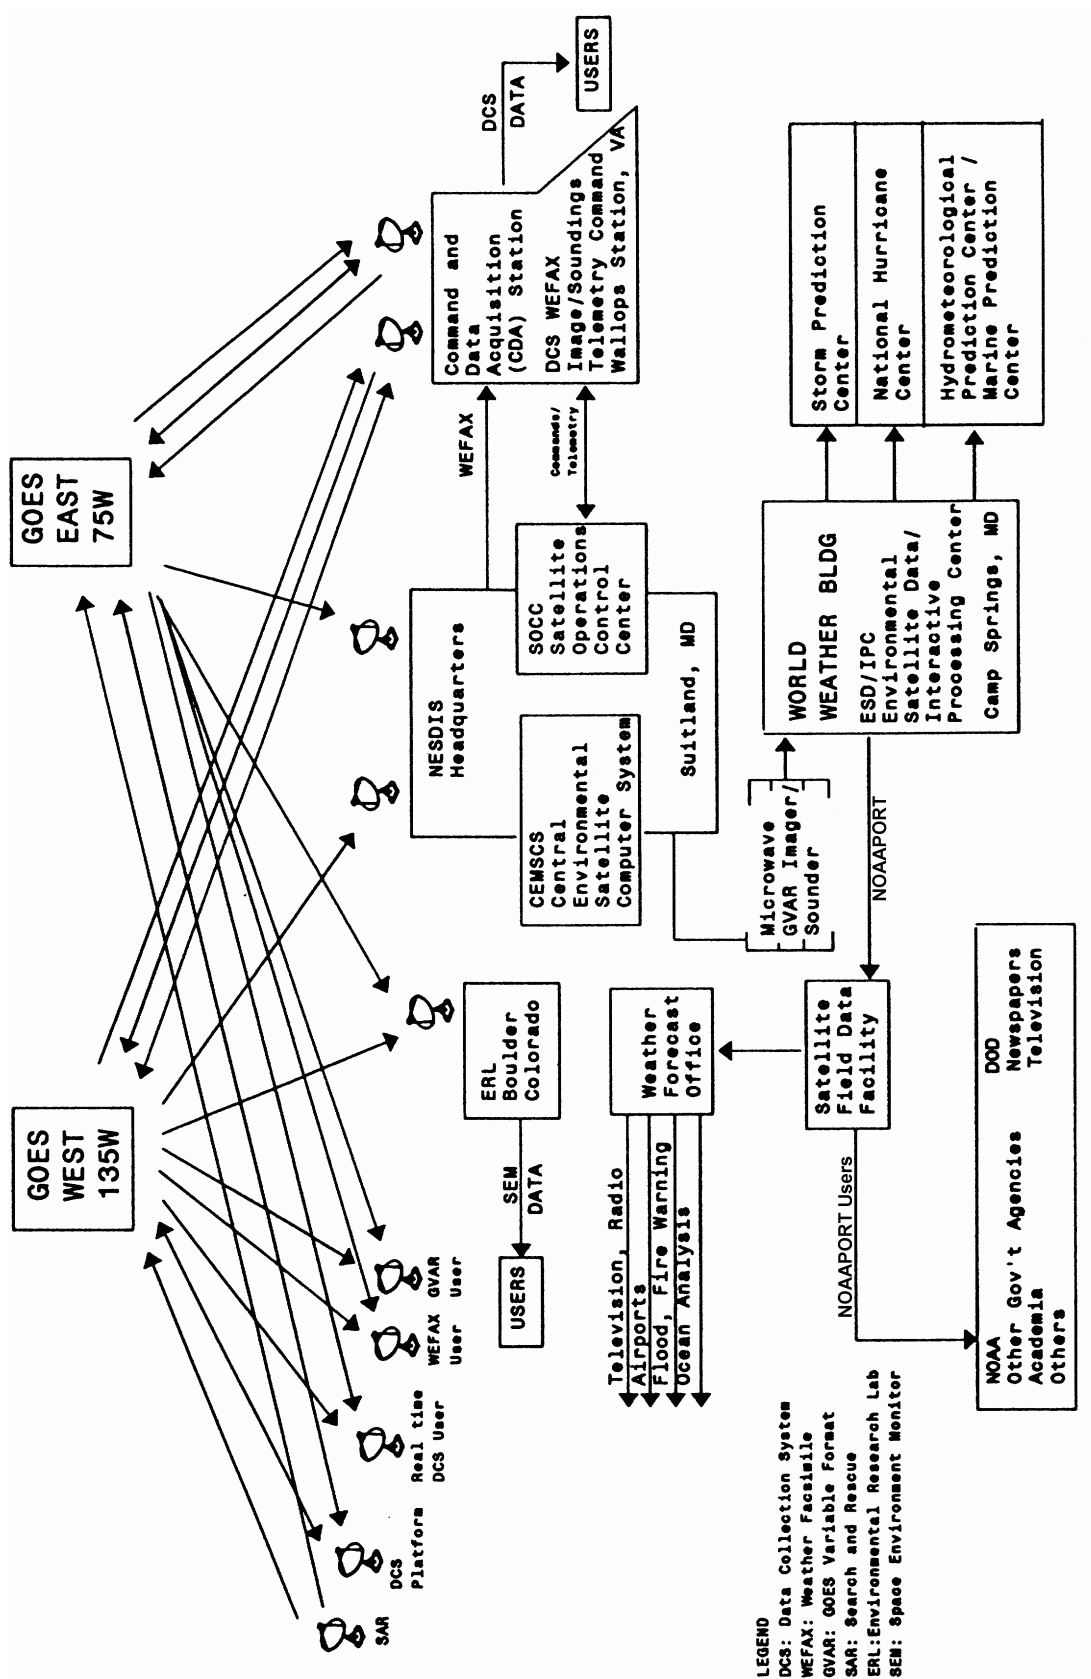 GOES
WEST
135W
GOES
EAST
75W
SAR
DCS
Platform
Real time
DCS User
WEFAX
User
GVAR
User
ERL
Boulder
Colorado
SEM
DATA
USERS
NESDIS
Headquarters
CEMSCS
Central
Environmental
Satellite
Computer System
SOCC
Satellite
Operations
Control
Center
Suitland, MD
WEFAX
Commands/
Telemetry
Command and
Data
Acquisition
(CDA) Station
DCS WEFAX
Image/Soundings
Telemetry Command
Wallops Station, VA
DCS
DATA
USERS
Television, Radio
Airports
Flood, Fire Warning
Ocean Analysis
Weather
Forecast
Office
Microwave
GVAR Imager/
Sounder
WORLD
WEATHER BLDG
ESD/IPC
Environmental
Satellite Data/
Interactive
Processing Center
Camp Springs, MD
Storm Prediction
Center
National Hurricane
Center
Hydrometeorological
Prediction Center /
Marine Prediction
Center
NOAAPORT
Satellite
Field Data
Facility
NOAAPORT Users
NOAA
Other Gov't Agencies
Academia
Others
DOD
Newspapers
Television
LEGEND
DCS: Data Collection System
WEFAX: Weather Facsimile
GVAR: GOES Variable Format
SAR: Search and Rescue
ERL:Environmental Research Lab
SEM: Space Environment Monitor